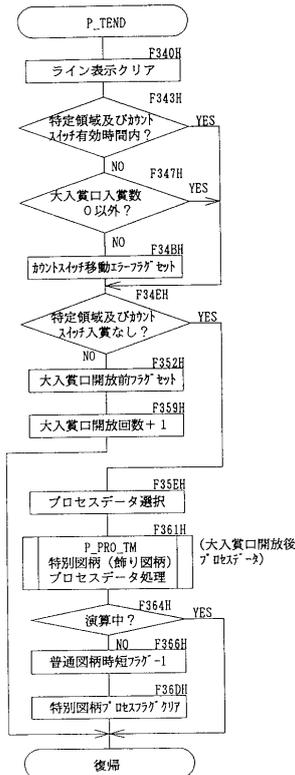 P_TEND
F340H
ライン表示クリア
F343H
特定領域及びｶｳﾝﾄ
ｽｲｯﾁ有効時間内？
YES
NO
F347H
大入賞口入賞数
０以外？
YES
NO
F34BH
ｶｳﾝﾄｽｲｯﾁ移動ｴﾗｰﾌﾗｸﾞｾｯﾄ
F34EH
特定領域及びｶｳﾝﾄ
ｽｲｯﾁ入賞なし？
YES
NO
F352H
大入賞口開放前ﾌﾗｸﾞｾｯﾄ
F359H
大入賞口開放回数＋１
F35EH
プロセスデータ選択
F361H
P_PRO_TM
特別図柄（飾り図柄）
プロセスデータ処理
(大入賞口開放後
ﾌﾟﾛｾｽﾃﾞｰﾀ)
F364H
演算中？
YES
NO
F356H
普通図柄時短ﾌﾗｸﾞ-1
F36DH
特別図柄ﾌﾟﾛｾｽﾌﾗｸﾞｸﾘｱ
復帰